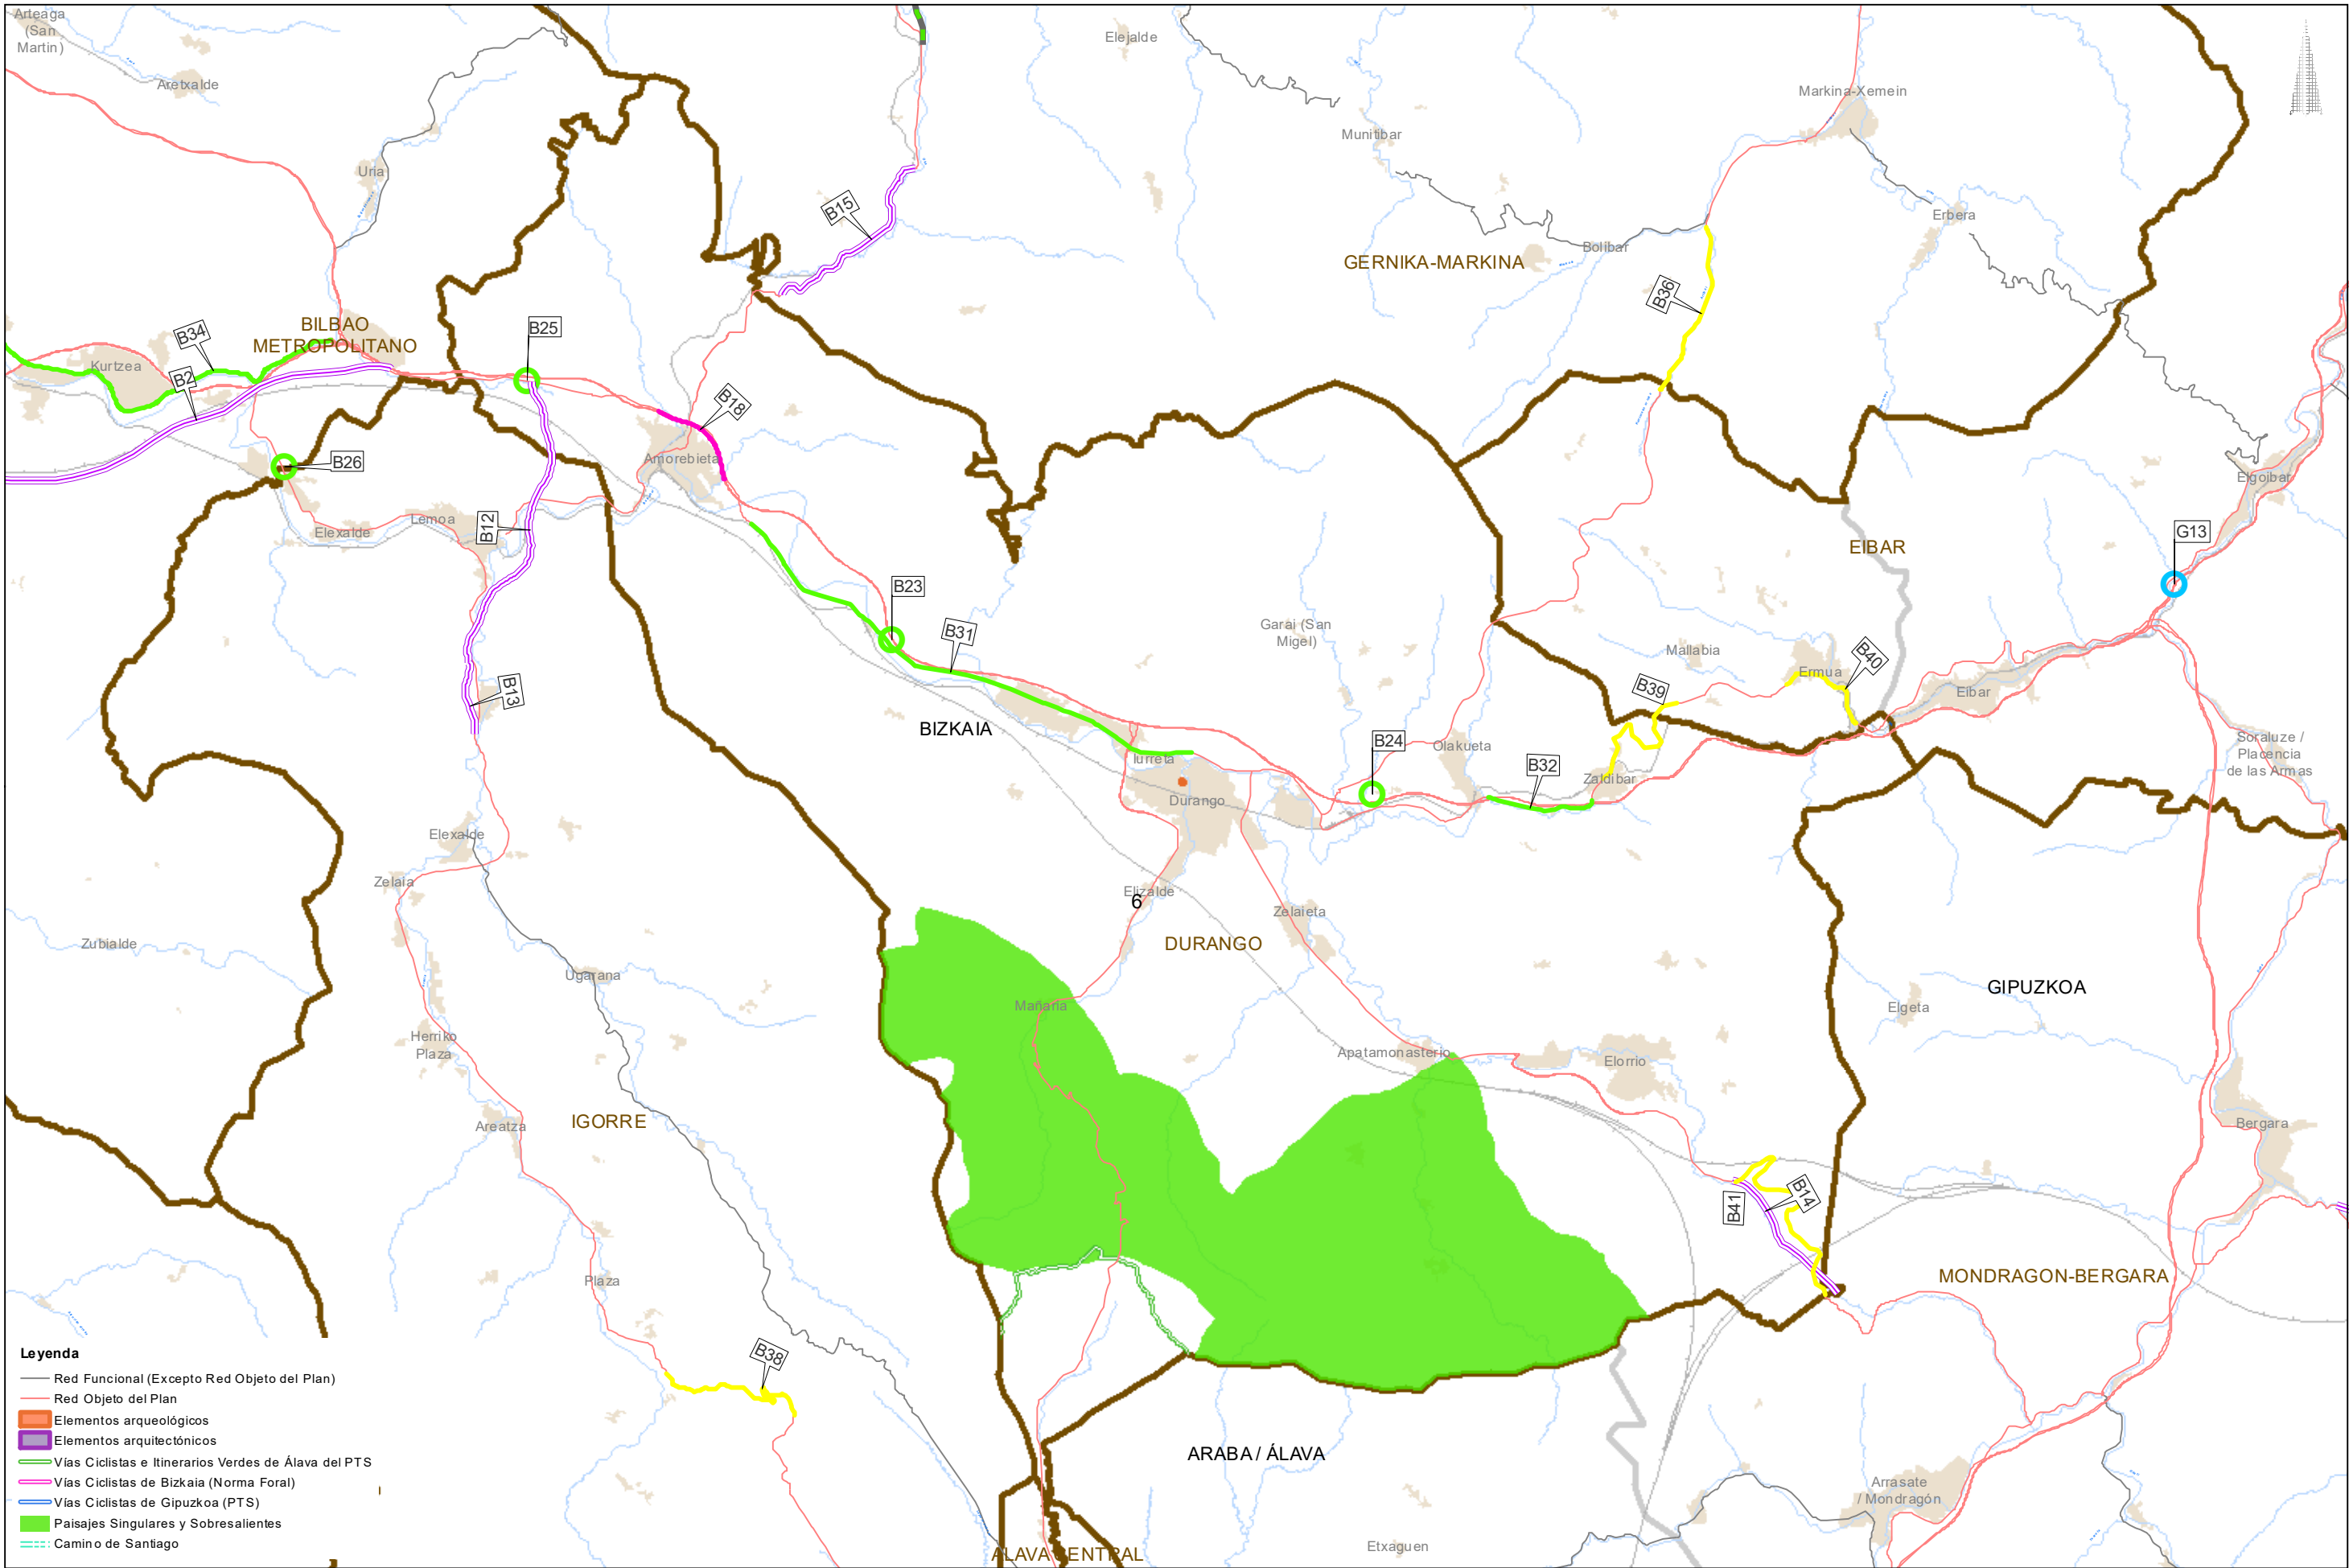 Arteaga
(San
Martin)
Elejalde
Aretxalde
Markina-Xemein
Munitibar
Uria
B15
Erbera
Bolibar
GERNIKA-MARKINA
B36
BILBAO
METROPOLITANO
B34
B25
Kurtzea
B2
B18
Amorebieta
B26
Elgoibar
Lemoa
B12
Elexalde
G13
EIBAR
B23
Garai (San
Migel)
B31
Mallabia
B40
Ermua
B39
B13
Eibar
BIZKAIA
B24
Olakueta
Soraluze /
Placencia
de las Armas
Iurreta
B32
Zaldibar
Durango
Elexalde
Zelaia
Elizalde
6
Zelaieta
Zubialde
DURANGO
Ugarana
GIPUZKOA
Mañaria
Elgeta
Herriko
Plaza
Apatamonasterio
Elorrio
IGORRE
Areatza
Bergara
B41
B14
Plaza
MONDRAGON-BERGARA
B38
Leyenda
Red Funcional (Excepto Red Objeto del Plan)
Red Objeto del Plan
Elementos arqueológicos
Elementos arquitectónicos
Vías Ciclistas e Itinerarios Verdes de Álava del PTS
Vías Ciclistas de Bizkaia (Norma Foral)
Vías Ciclistas de Gipuzkoa (PTS)
Paisajes Singulares y Sobresalientes
Camino de Santiago
ARABA / ÁLAVA
Arrasate
/ Mondragón
Etxaguen
ALAVA CENTRAL